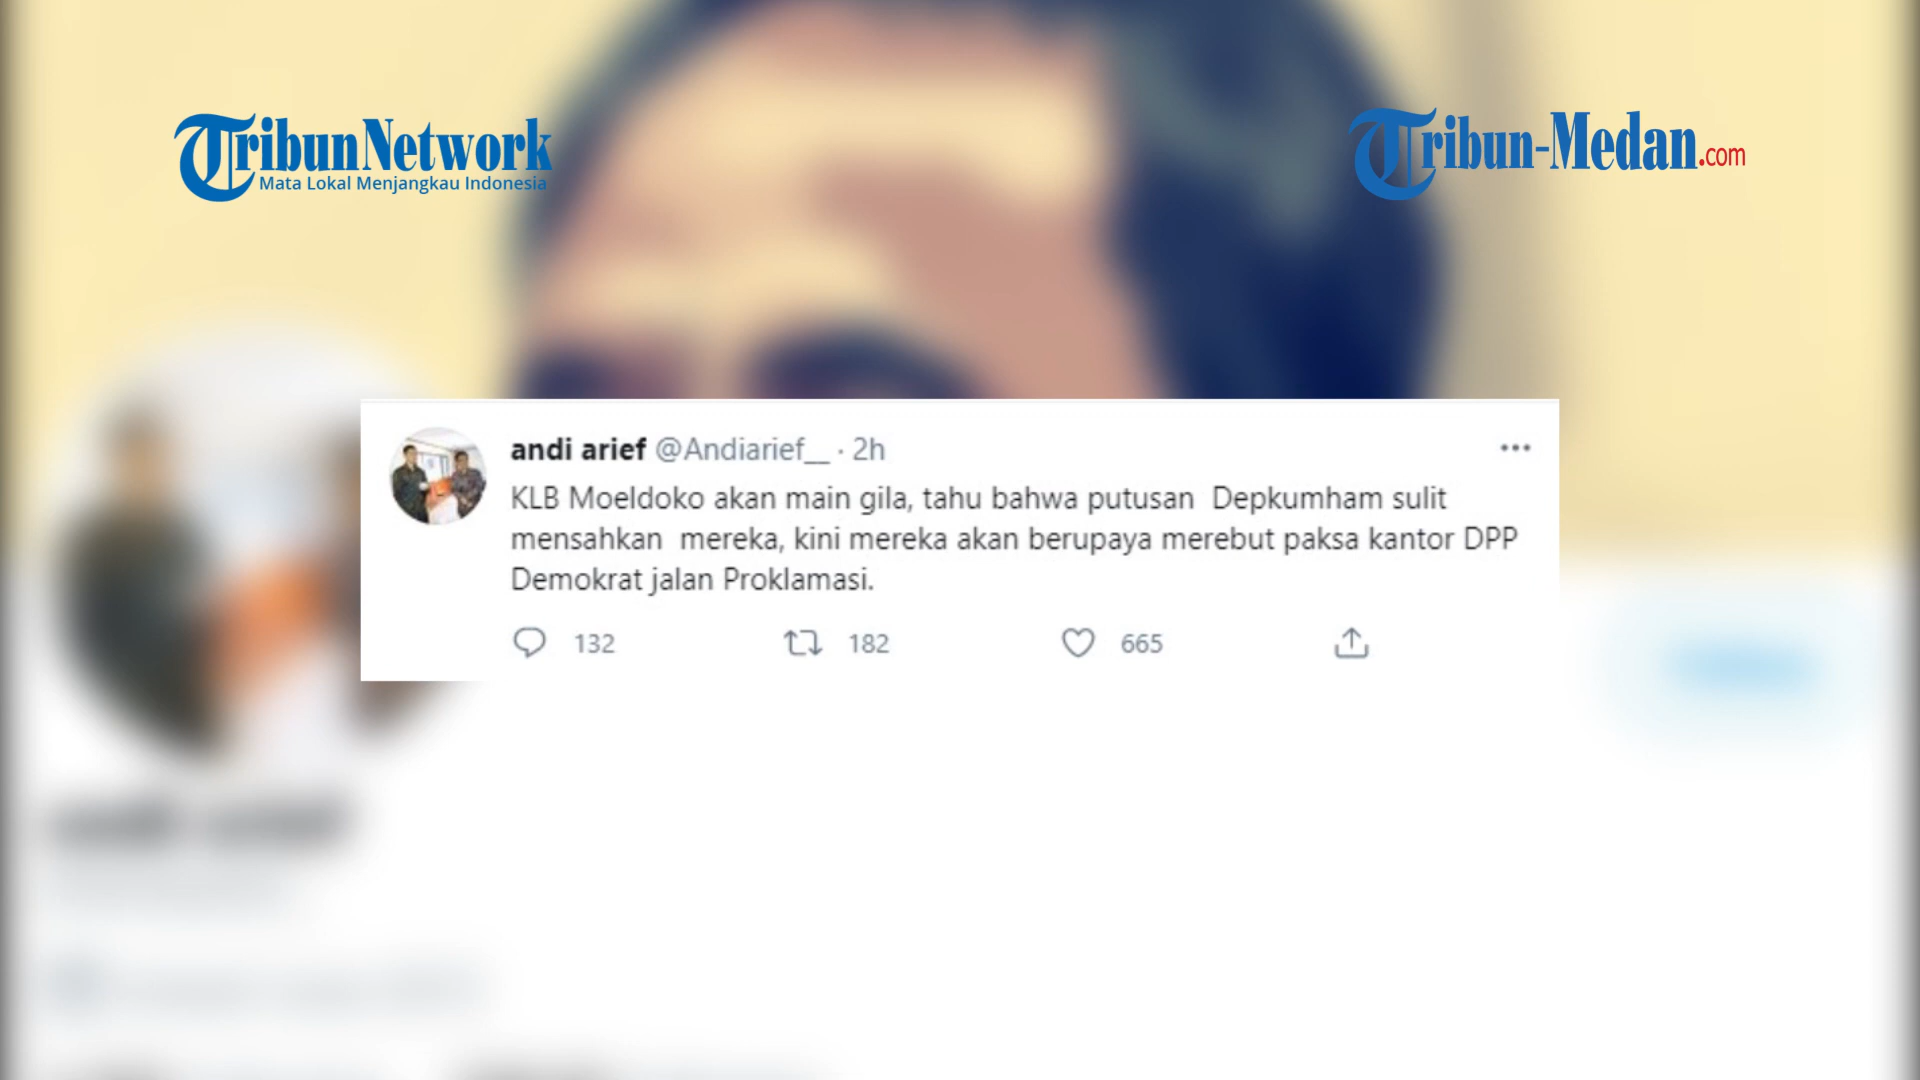 TribunNetwork
Mata Lokal Menjangkau Indonesia
Tribun-Medan.com
andi arief @Andiarief__ · 2h
KLB Moeldoko akan main gila, tahu bahwa putusan  Depkumham sulit
mensahkan  mereka, kini mereka akan berupaya merebut paksa kantor DPP
Demokrat jalan Proklamasi.
132 182 665